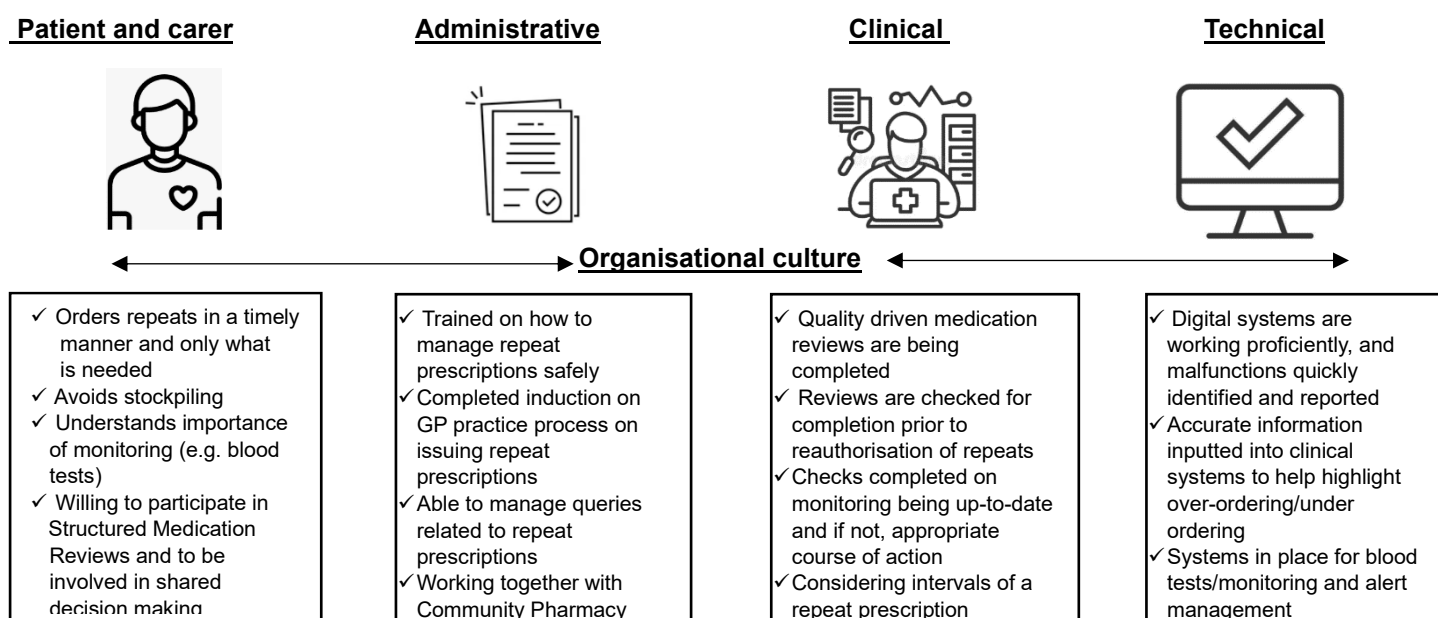 Patient and carer
Administrative
Clinical
Technical
Organisational culture
✓ Orders repeats in a timely
manner and only what
is needed
✓ Avoids stockpiling
✓ Understands importance
of monitoring (e.g. blood
tests)
✓ Willing to participate in
Structured Medication
Reviews and to be
involved in shared
decision making
✓ Trained on how to
manage repeat
prescriptions safely
✓ Completed induction on
GP practice process on
issuing repeat
prescriptions
✓ Able to manage queries
related to repeat
prescriptions
✓ Working together with
Community Pharmacy
✓ Quality driven medication
reviews are being
completed
✓ Reviews are checked for
completion prior to
reauthorisation of repeats
✓ Checks completed on
monitoring being up-to-date
and if not, appropriate
course of action
✓ Considering intervals of a
repeat prescription
✓ Digital systems are
working proficiently, and
malfunctions quickly
identified and reported
✓ Accurate information
inputted into clinical
systems to help highlight
over-ordering/under
ordering
✓ Systems in place for blood
tests/monitoring and alert
management